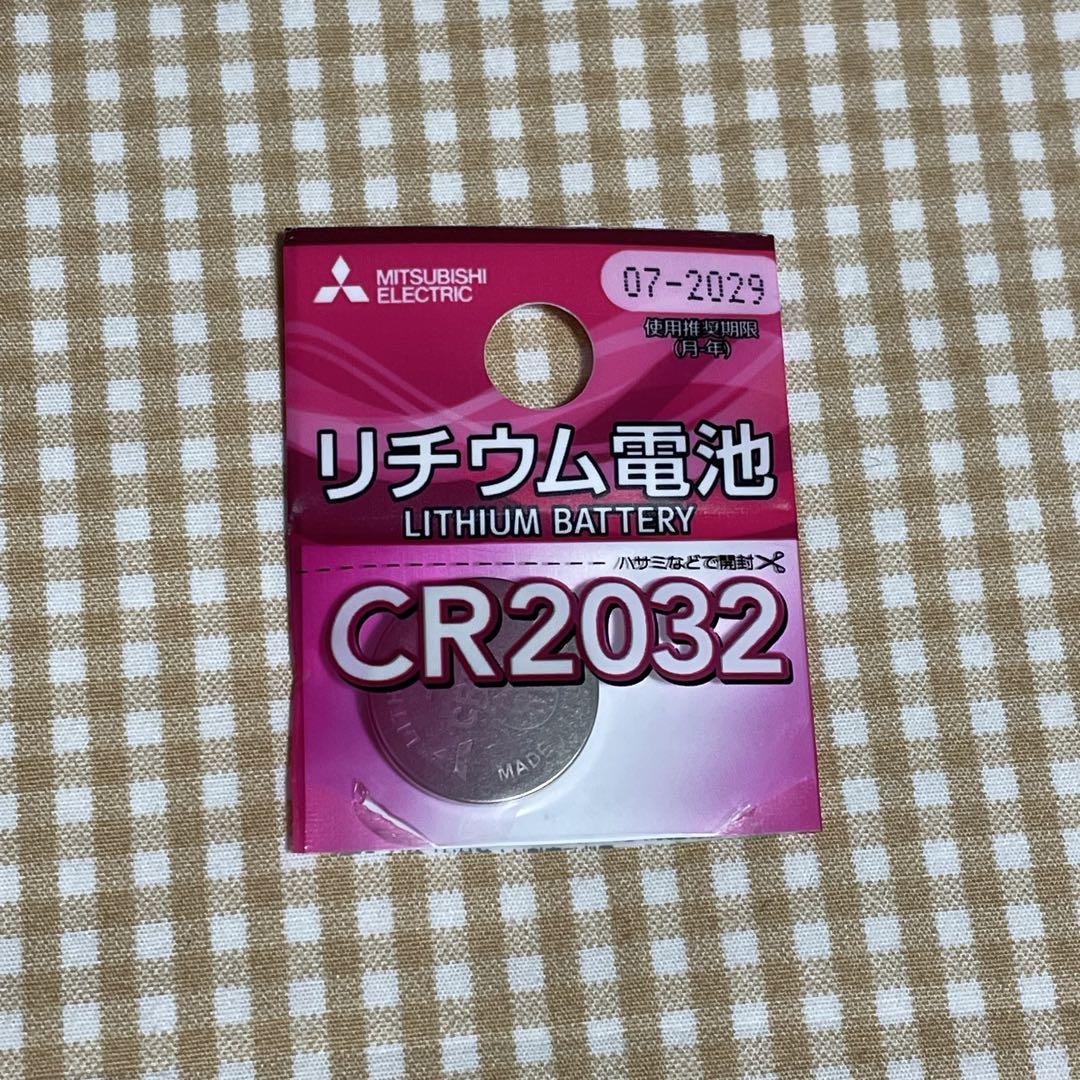 MITSUBISHI
ELECTRIC
07-2029
使用推奨期限
(月-年)
リチウム電池
LITHIUM BATTERY
ハサミなどで開封
CR2032
MADE